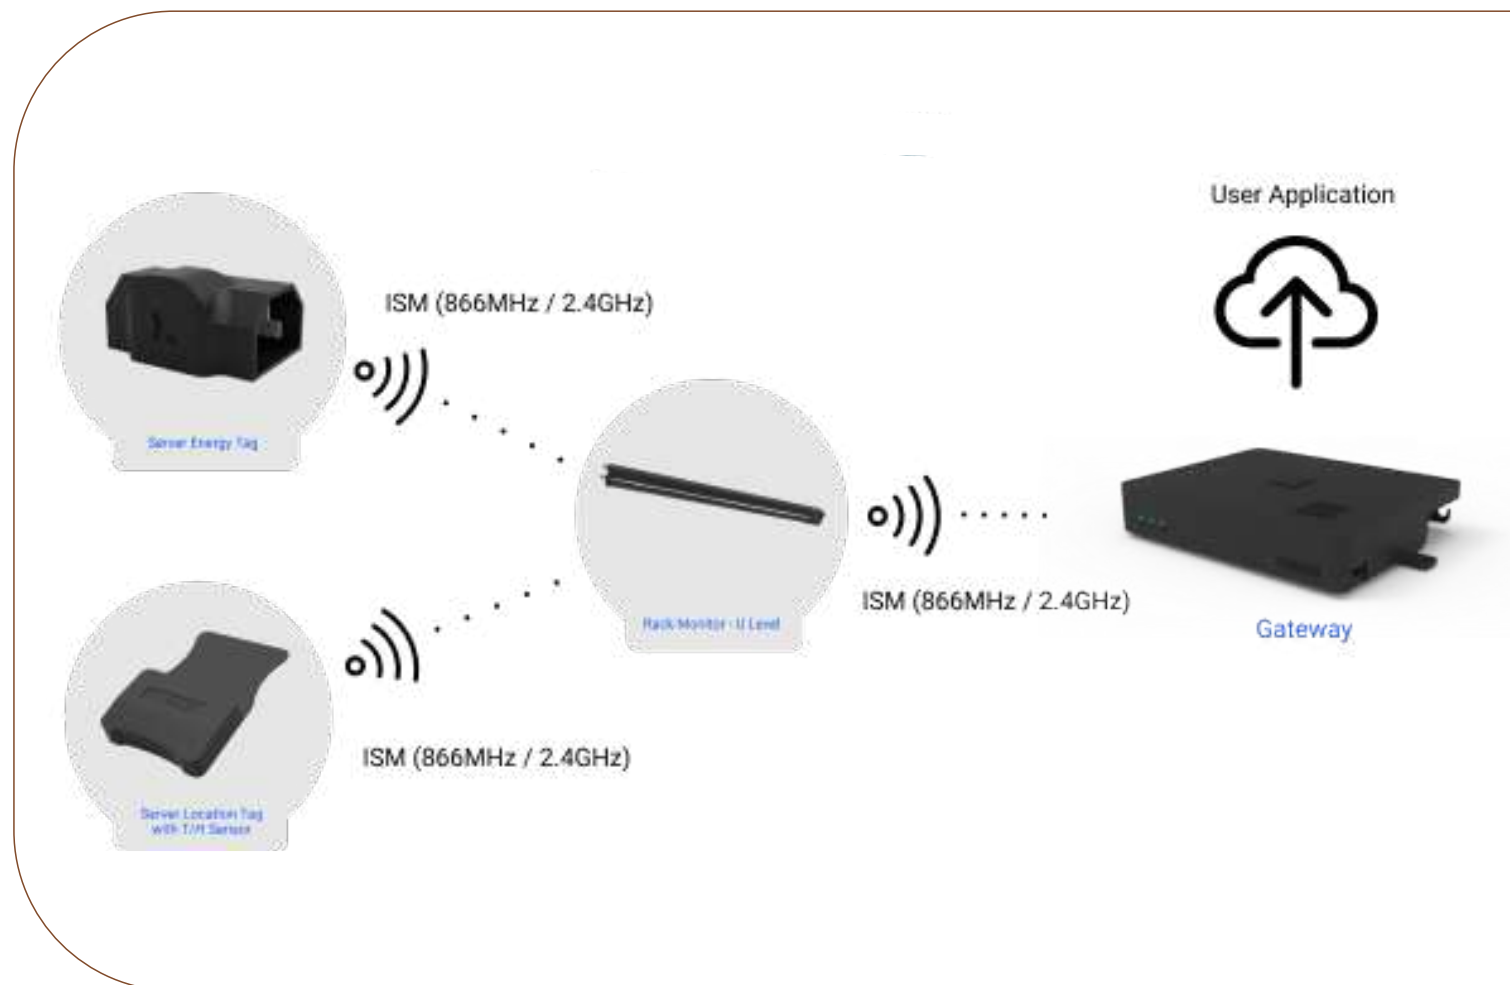 User Application
ISM (866MHz / 2.4GHz)
Server Energy Tag
Rack Monitor - U Level
ISM (866MHz / 2.4GHz)
Gateway
ISM (866MHz / 2.4GHz)
Server Location Tag
with T/H Sensor